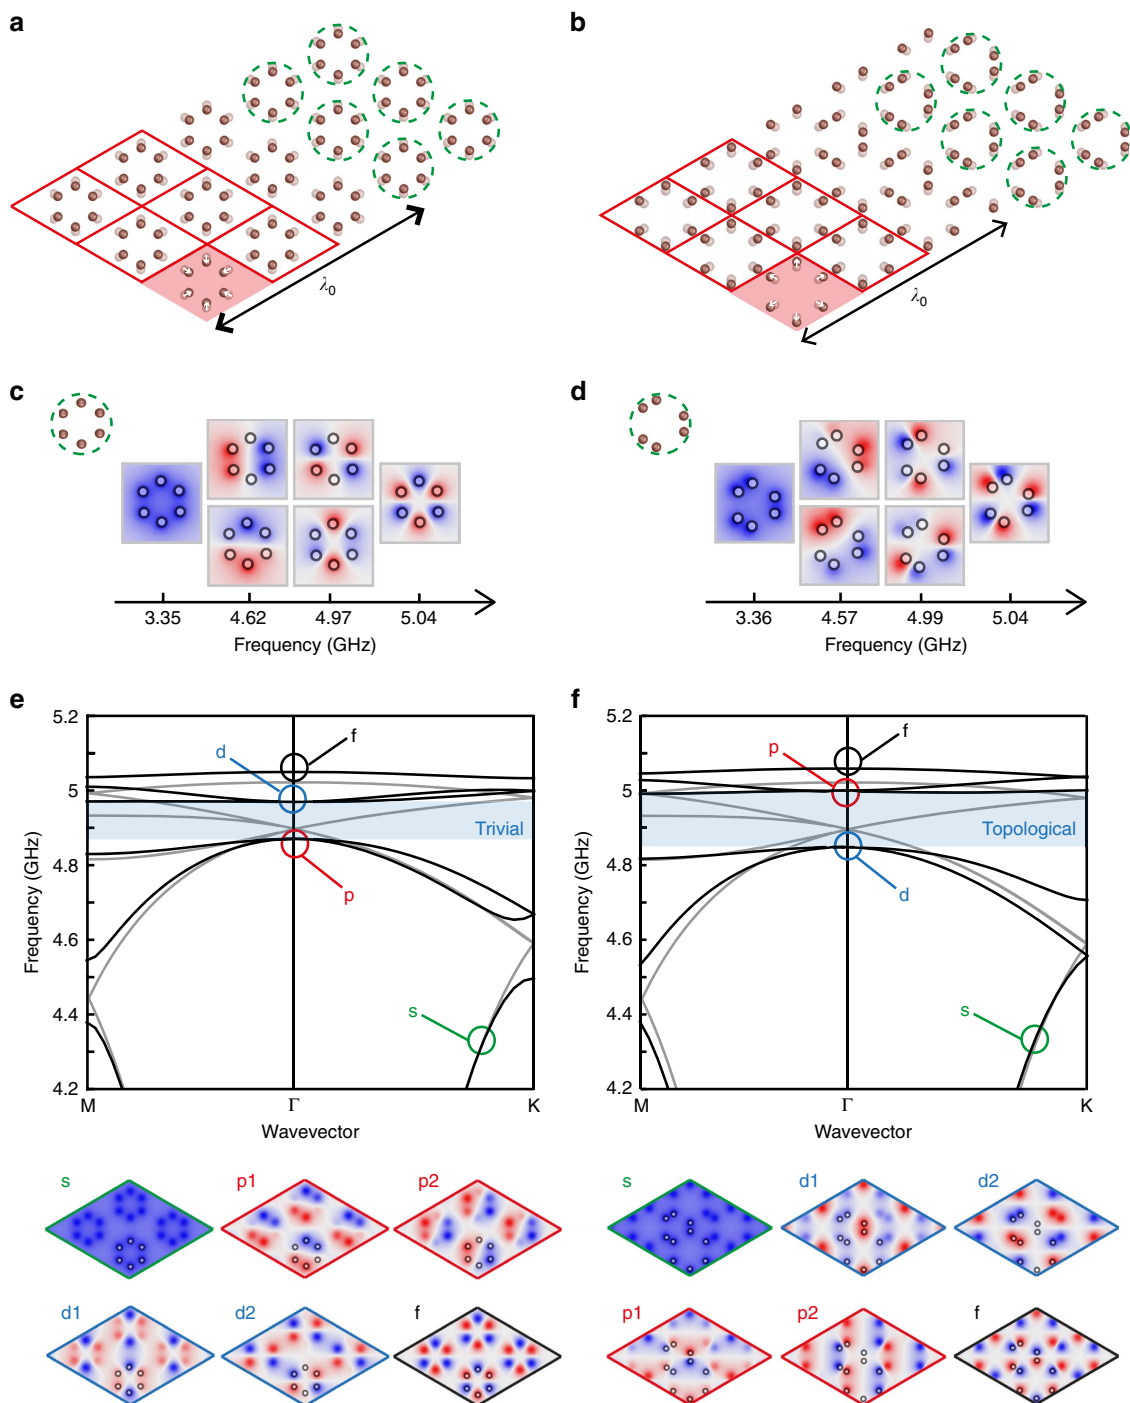 a
b
λ0
λ0
c
d
3.35 4.62 4.97 5.04
Frequency (GHz)
3.36 4.57 4.99 5.04
Frequency (GHz)
e
f
5.2
5
4.8
4.6
4.4
4.2
Frequency (GHz)
d
f
Trivial
p
s
M Γ K
Wavevector
5.2
5
4.8
4.6
4.4
4.2
Frequency (GHz)
p
f
Topological
d
s
M Γ K
Wavevector
s p1 p2
d1 d2 f
s d1 d2
p1 p2 f